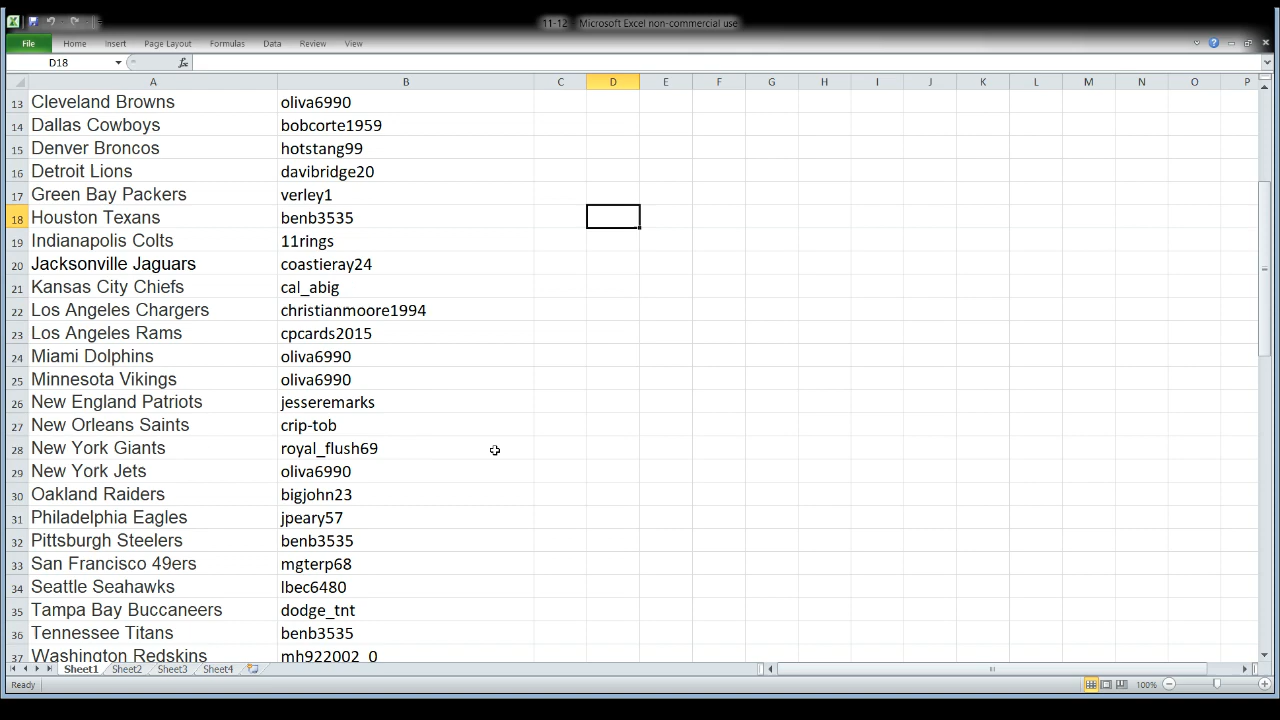 11-12 - Microsoft Excel non-commercial use
File Home Insert Page Layout Formulas Data Review View
D18 fx
A B C D E F G H I J K L M N O P
13 Cleveland Browns oliva6990
14 Dallas Cowboys bobcorte1959
15 Denver Broncos hotstang99
16 Detroit Lions davibridge20
17 Green Bay Packers verley1
18 Houston Texans benb3535
19 Indianapolis Colts 11rings
20 Jacksonville Jaguars coastieray24
21 Kansas City Chiefs cal_abig
22 Los Angeles Chargers christianmoore1994
23 Los Angeles Rams cpcards2015
24 Miami Dolphins oliva6990
25 Minnesota Vikings oliva6990
26 New England Patriots jesseremarks
27 New Orleans Saints crip-tob
28 New York Giants royal_flush69
29 New York Jets oliva6990
30 Oakland Raiders bigjohn23
31 Philadelphia Eagles jpeary57
32 Pittsburgh Steelers benb3535
33 San Francisco 49ers mgterp68
34 Seattle Seahawks lbec6480
35 Tampa Bay Buccaneers dodge_tnt
36 Tennessee Titans benb3535
37 Washington Redskins mh922002_0
Sheet1 Sheet2 Sheet3 Sheet4
Ready 100%